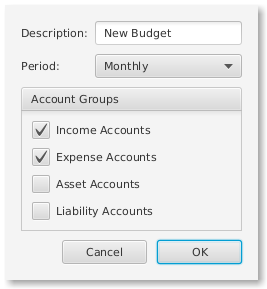 Description: New Budget
Period: Monthly
Account Groups
Income Accounts
Expense Accounts
Asset Accounts
Liability Accounts
Cancel OK